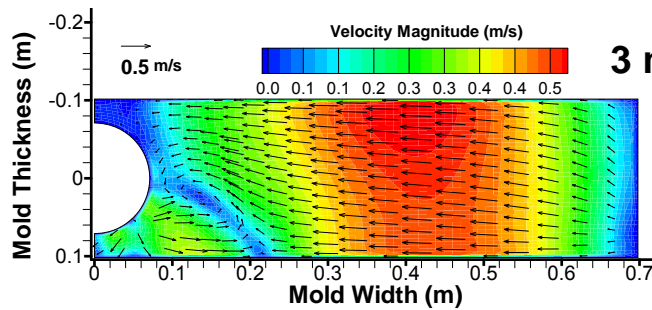 Velocity Magnitude (m/s)
0.5 m/s
0.0 0.1 0.1 0.2 0.2 0.3 0.4 0.4 0.5
3
Mold Thickness (m)
-0.2
-0.1
0
0.1
0 0.1 0.2 0.3 0.4 0.5 0.6 0.7
Mold Width (m)